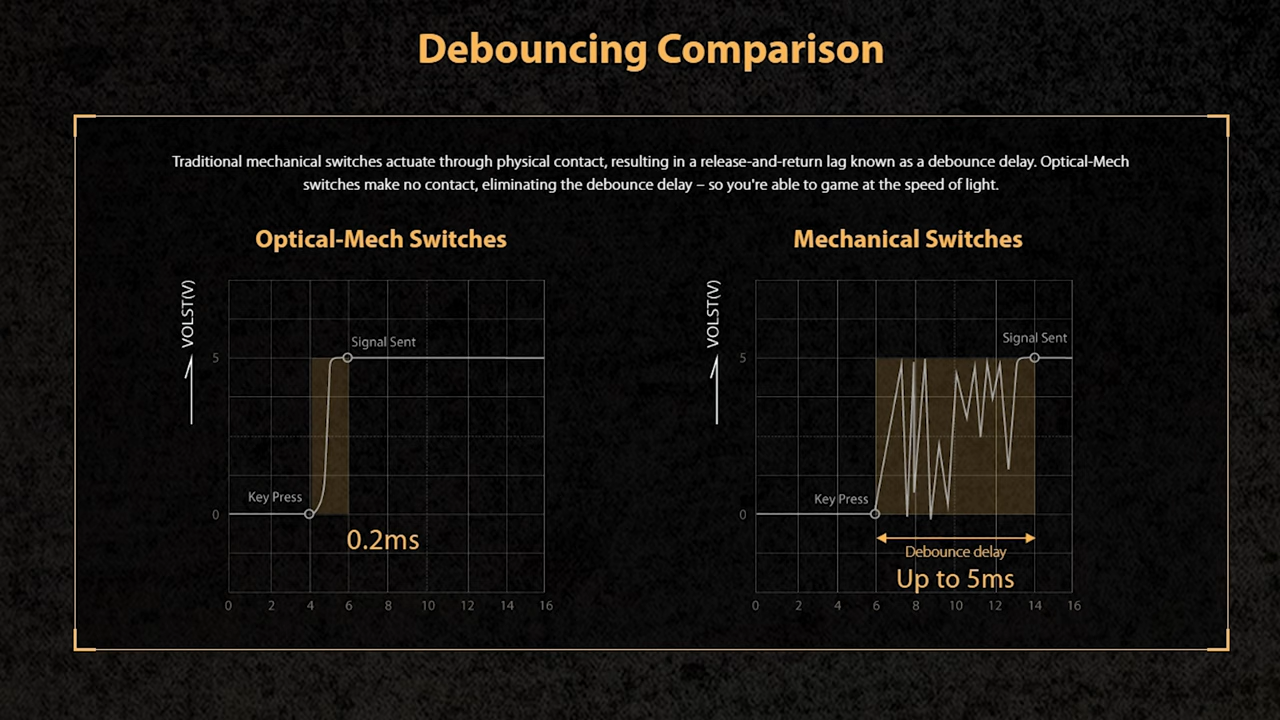 Debouncing Comparison
Traditional mechanical switches actuate through physical contact, resulting in a release-and-return lag known as a debounce delay. Optical-Mech
switches make no contact, eliminating the debounce delay – so you're able to game at the speed of light.
Optical-Mech Switches
VOLST(V)
5
0
Signal Sent
Key Press
0.2ms
0 2 4 6 8 10 12 14 16
Mechanical Switches
VOLST(V)
5
0
Signal Sent
Key Press
Debounce delay
Up to 5ms
0 2 4 6 8 10 12 14 16